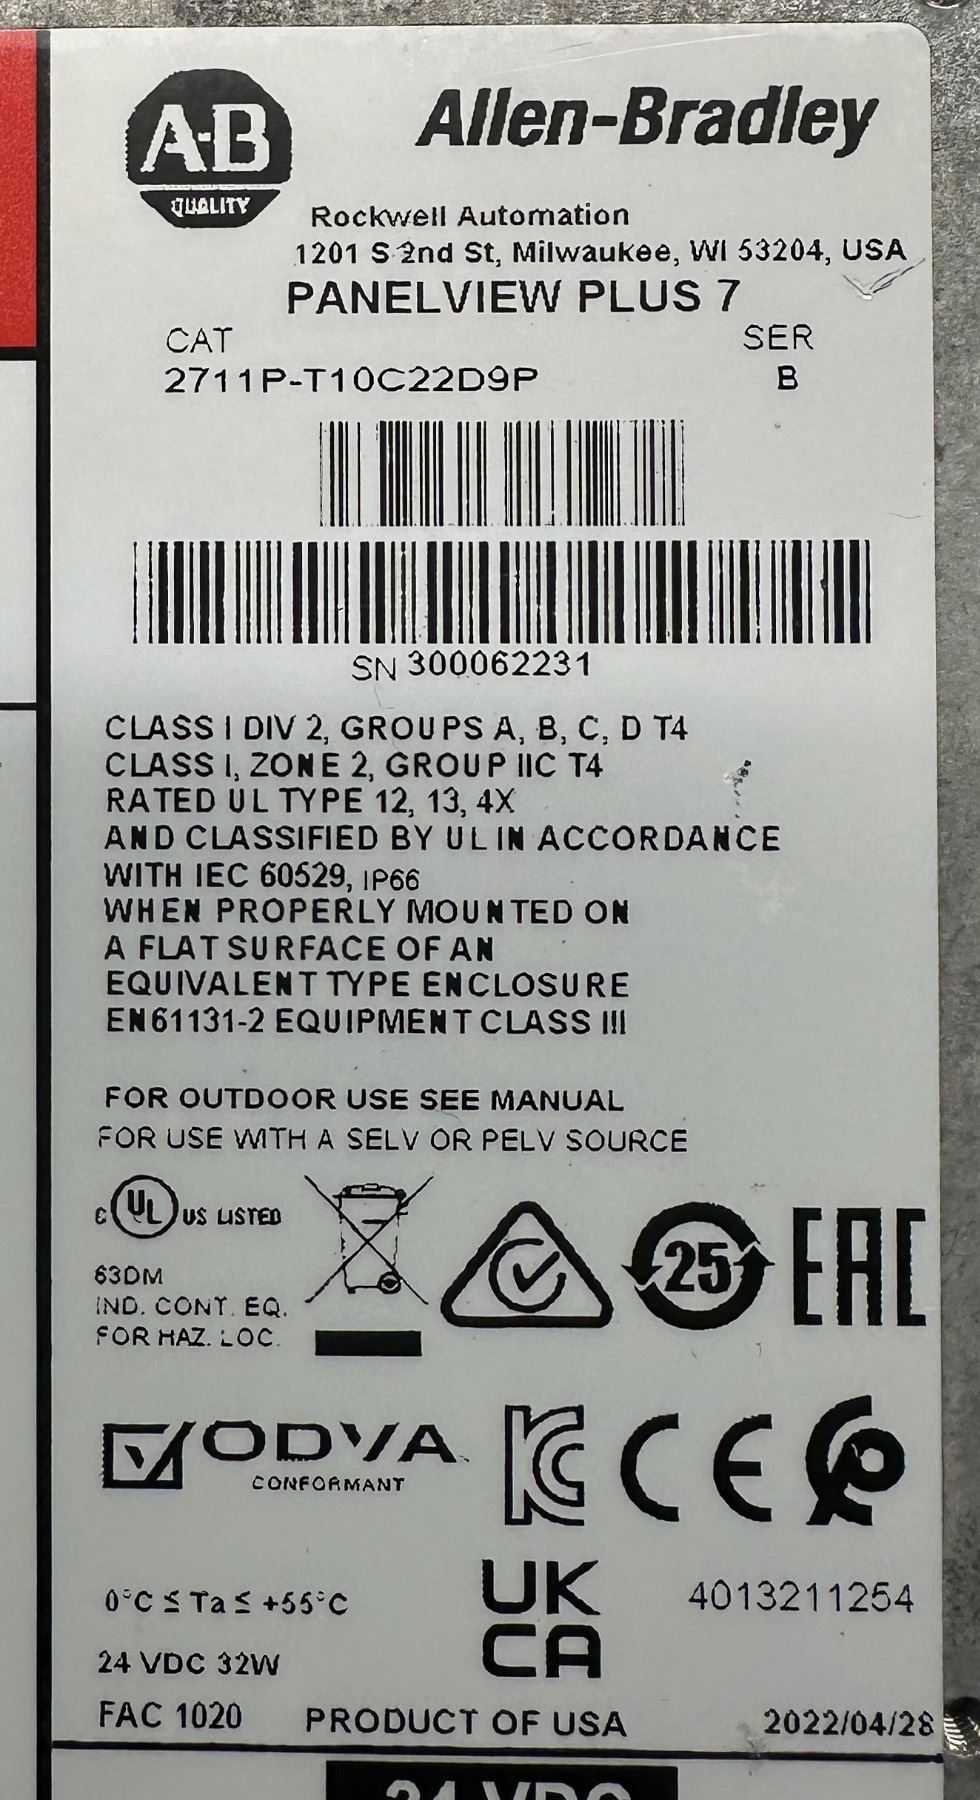 A-B
QUALITY
Allen-Bradley
Rockwell Automation
1201 S 2nd St, Milwaukee, WI 53204, USA
PANELVIEW PLUS 7
CAT SER
2711P-T10C22D9P B
SN 300062231
CLASS I DIV 2, GROUPS A, B, C, D T4
CLASS I, ZONE 2, GROUP IIC T4
RATED UL TYPE 12, 13, 4X
AND CLASSIFIED BY UL IN ACCORDANCE
WITH IEC 60529, IP66
WHEN PROPERLY MOUNTED ON
A FLAT SURFACE OF AN
EQUIVALENT TYPE ENCLOSURE
EN61131-2 EQUIPMENT CLASS III
FOR OUTDOOR USE SEE MANUAL
FOR USE WITH A SELV OR PELV SOURCE
C UL US LISTED
63DM
IND. CONT. EQ.
FOR HAZ. LOC.
25
EAC
ODVA
CONFORMANT
KC CE
UK
CA
0°C ≤ Ta ≤ +55°C
4013211254
24 VDC 32W
FAC 1020 PRODUCT OF USA 2022/04/28
24 VDC